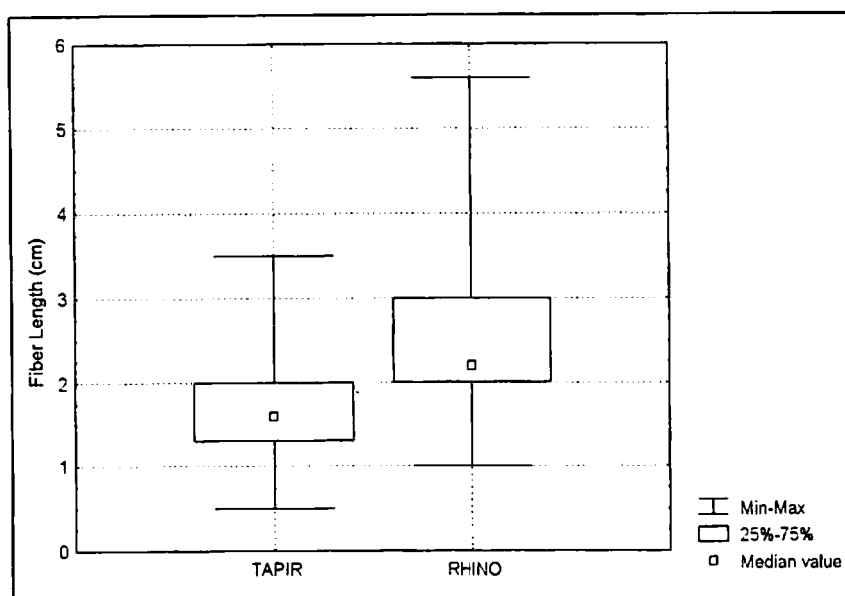 6
5
4
3
2
1
0
Fiber Length (cm)
TAPIR
RHINO
Min-Max
25%-75%
Median value